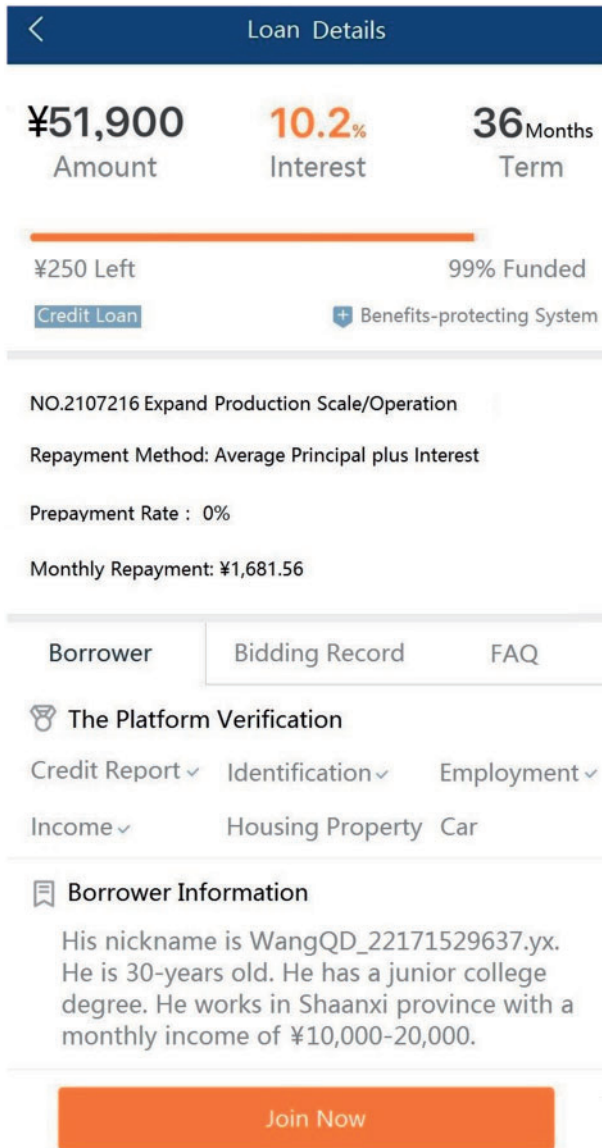 Loan Details
¥51,900 10.2% 36 Months
Amount Interest Term
¥250 Left 99% Funded
Credit Loan Benefits-protecting System
NO.2107216 Expand Production Scale/Operation
Repayment Method: Average Principal plus Interest
Prepayment Rate : 0%
Monthly Repayment: ¥1,681.56
Borrower Bidding Record FAQ
The Platform Verification
Credit Report Identification Employment
Income Housing Property Car
Borrower Information
His nickname is WangQD_22171529637.yx.
He is 30-years old. He has a junior college
degree. He works in Shaanxi province with a
monthly income of ¥10,000-20,000.
Join Now